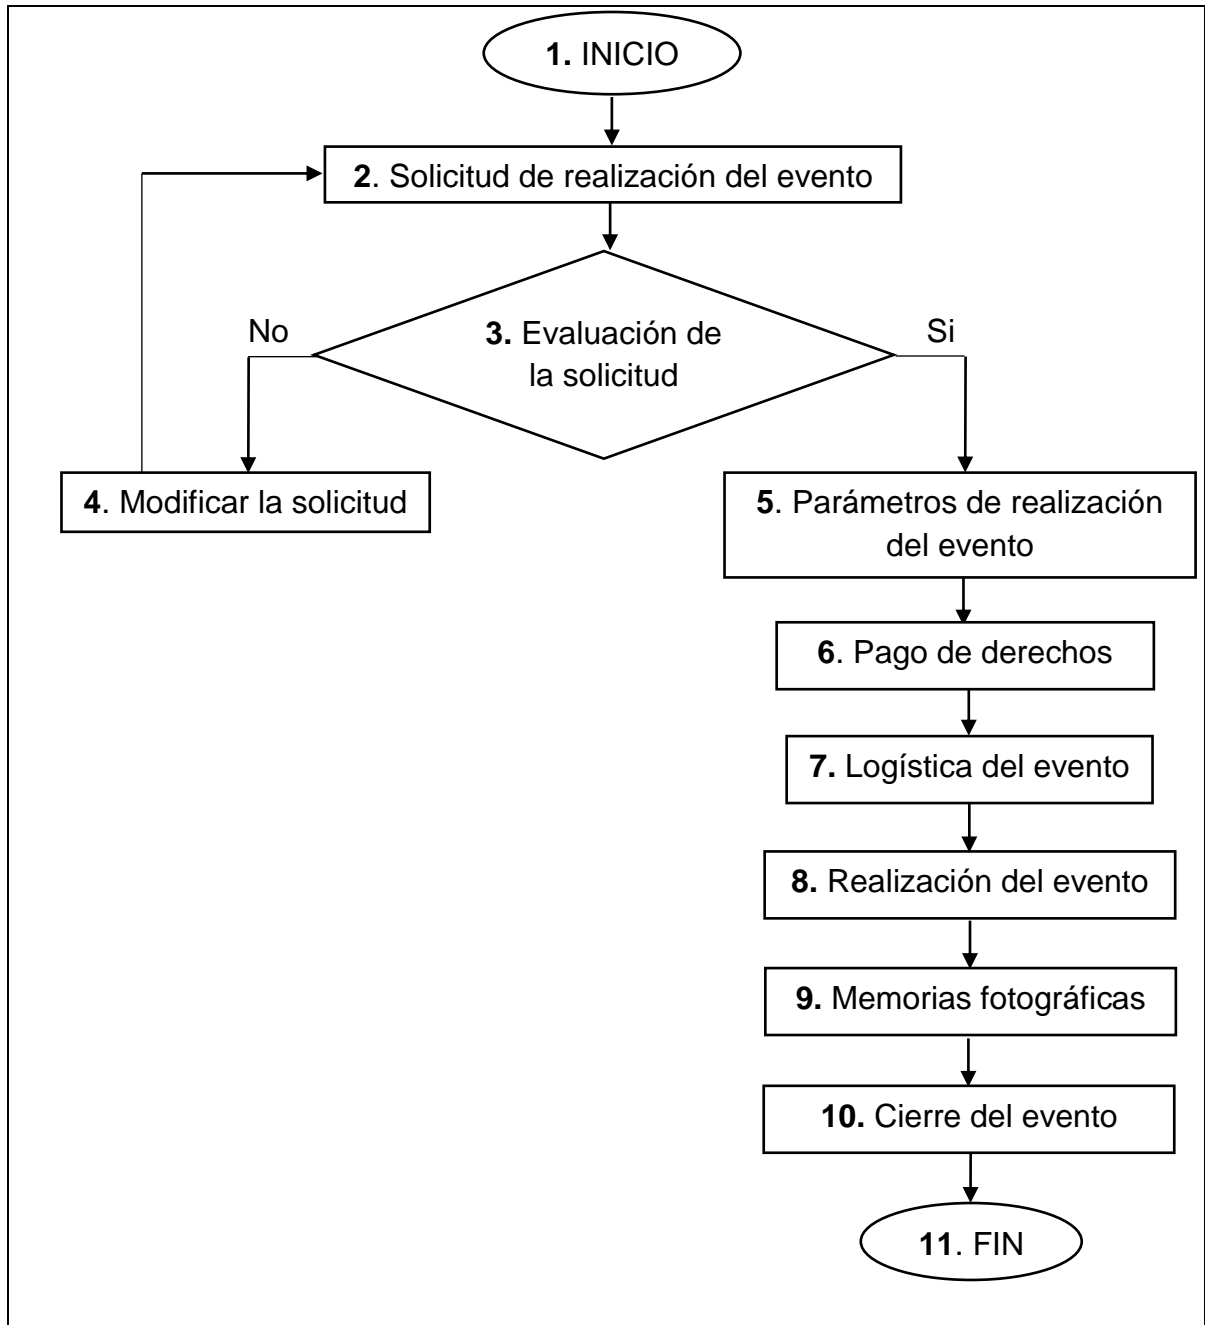 1. INICIO
2. Solicitud de realización del evento
No
3. Evaluación de
la solicitud
Si
4. Modificar la solicitud
5. Parámetros de realización
del evento
6. Pago de derechos
7. Logística del evento
8. Realización del evento
9. Memorias fotográficas
10. Cierre del evento
11. FIN